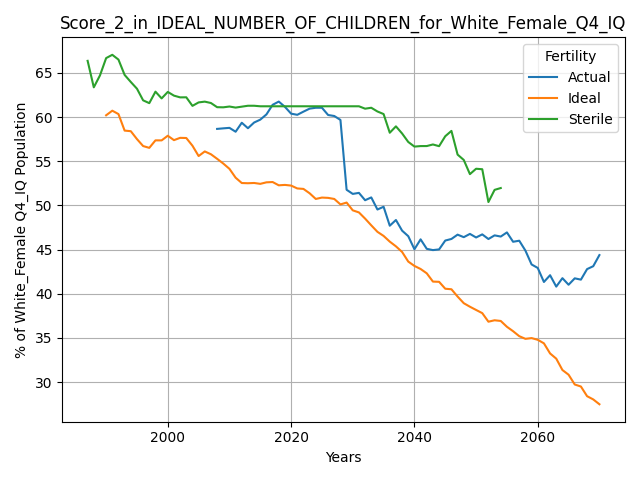 Score_2_in_IDEAL_NUMBER_OF_CHILDREN_for_White_Female_Q4_IQ
% of White_Female Q4_IQ Population
65
60
55
50
45
40
35
30
Fertility
Actual
Ideal
Sterile
2000 2020 2040 2060
Years